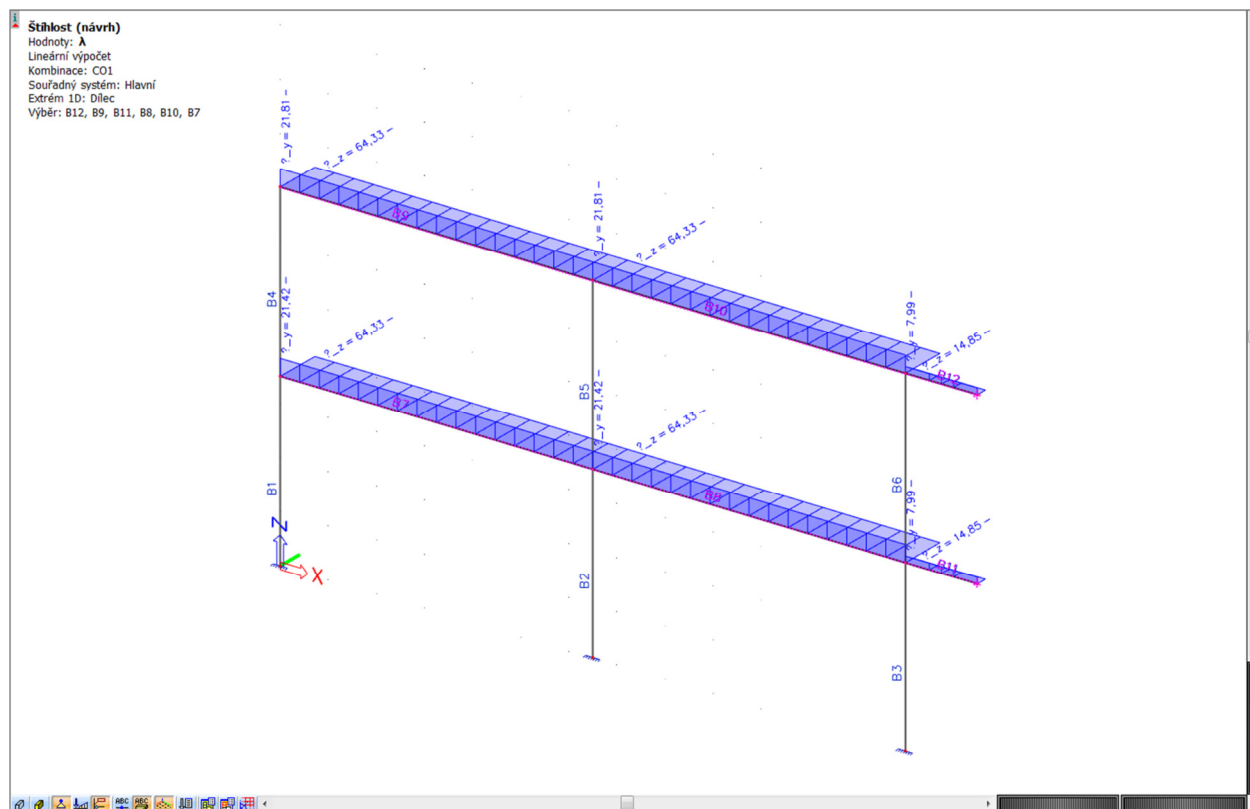 Štíhlost (návrh)
Hodnoty: λ
Lineární výpočet
Kombinace: CO1
Souřadný systém: Hlavní
Extrém 1D: Dílec
Výběr: B12, B9, B11, B8, B10, B7
?_y = 21,81 –
?_z = 64,33 –
B9
?_y = 21,81 –
?_z = 64,33 –
B10
?_y = 7,99 –
?_z = 14,85 –
B12
B4
?_y = 21,42 –
?_z = 64,33 –
B7
B5
?_y = 21,42 –
?_z = 64,33 –
B8
B6
?_y = 7,99 –
?_z = 14,85 –
B11
B1
Z
X
B2
B3
ABC
ABC